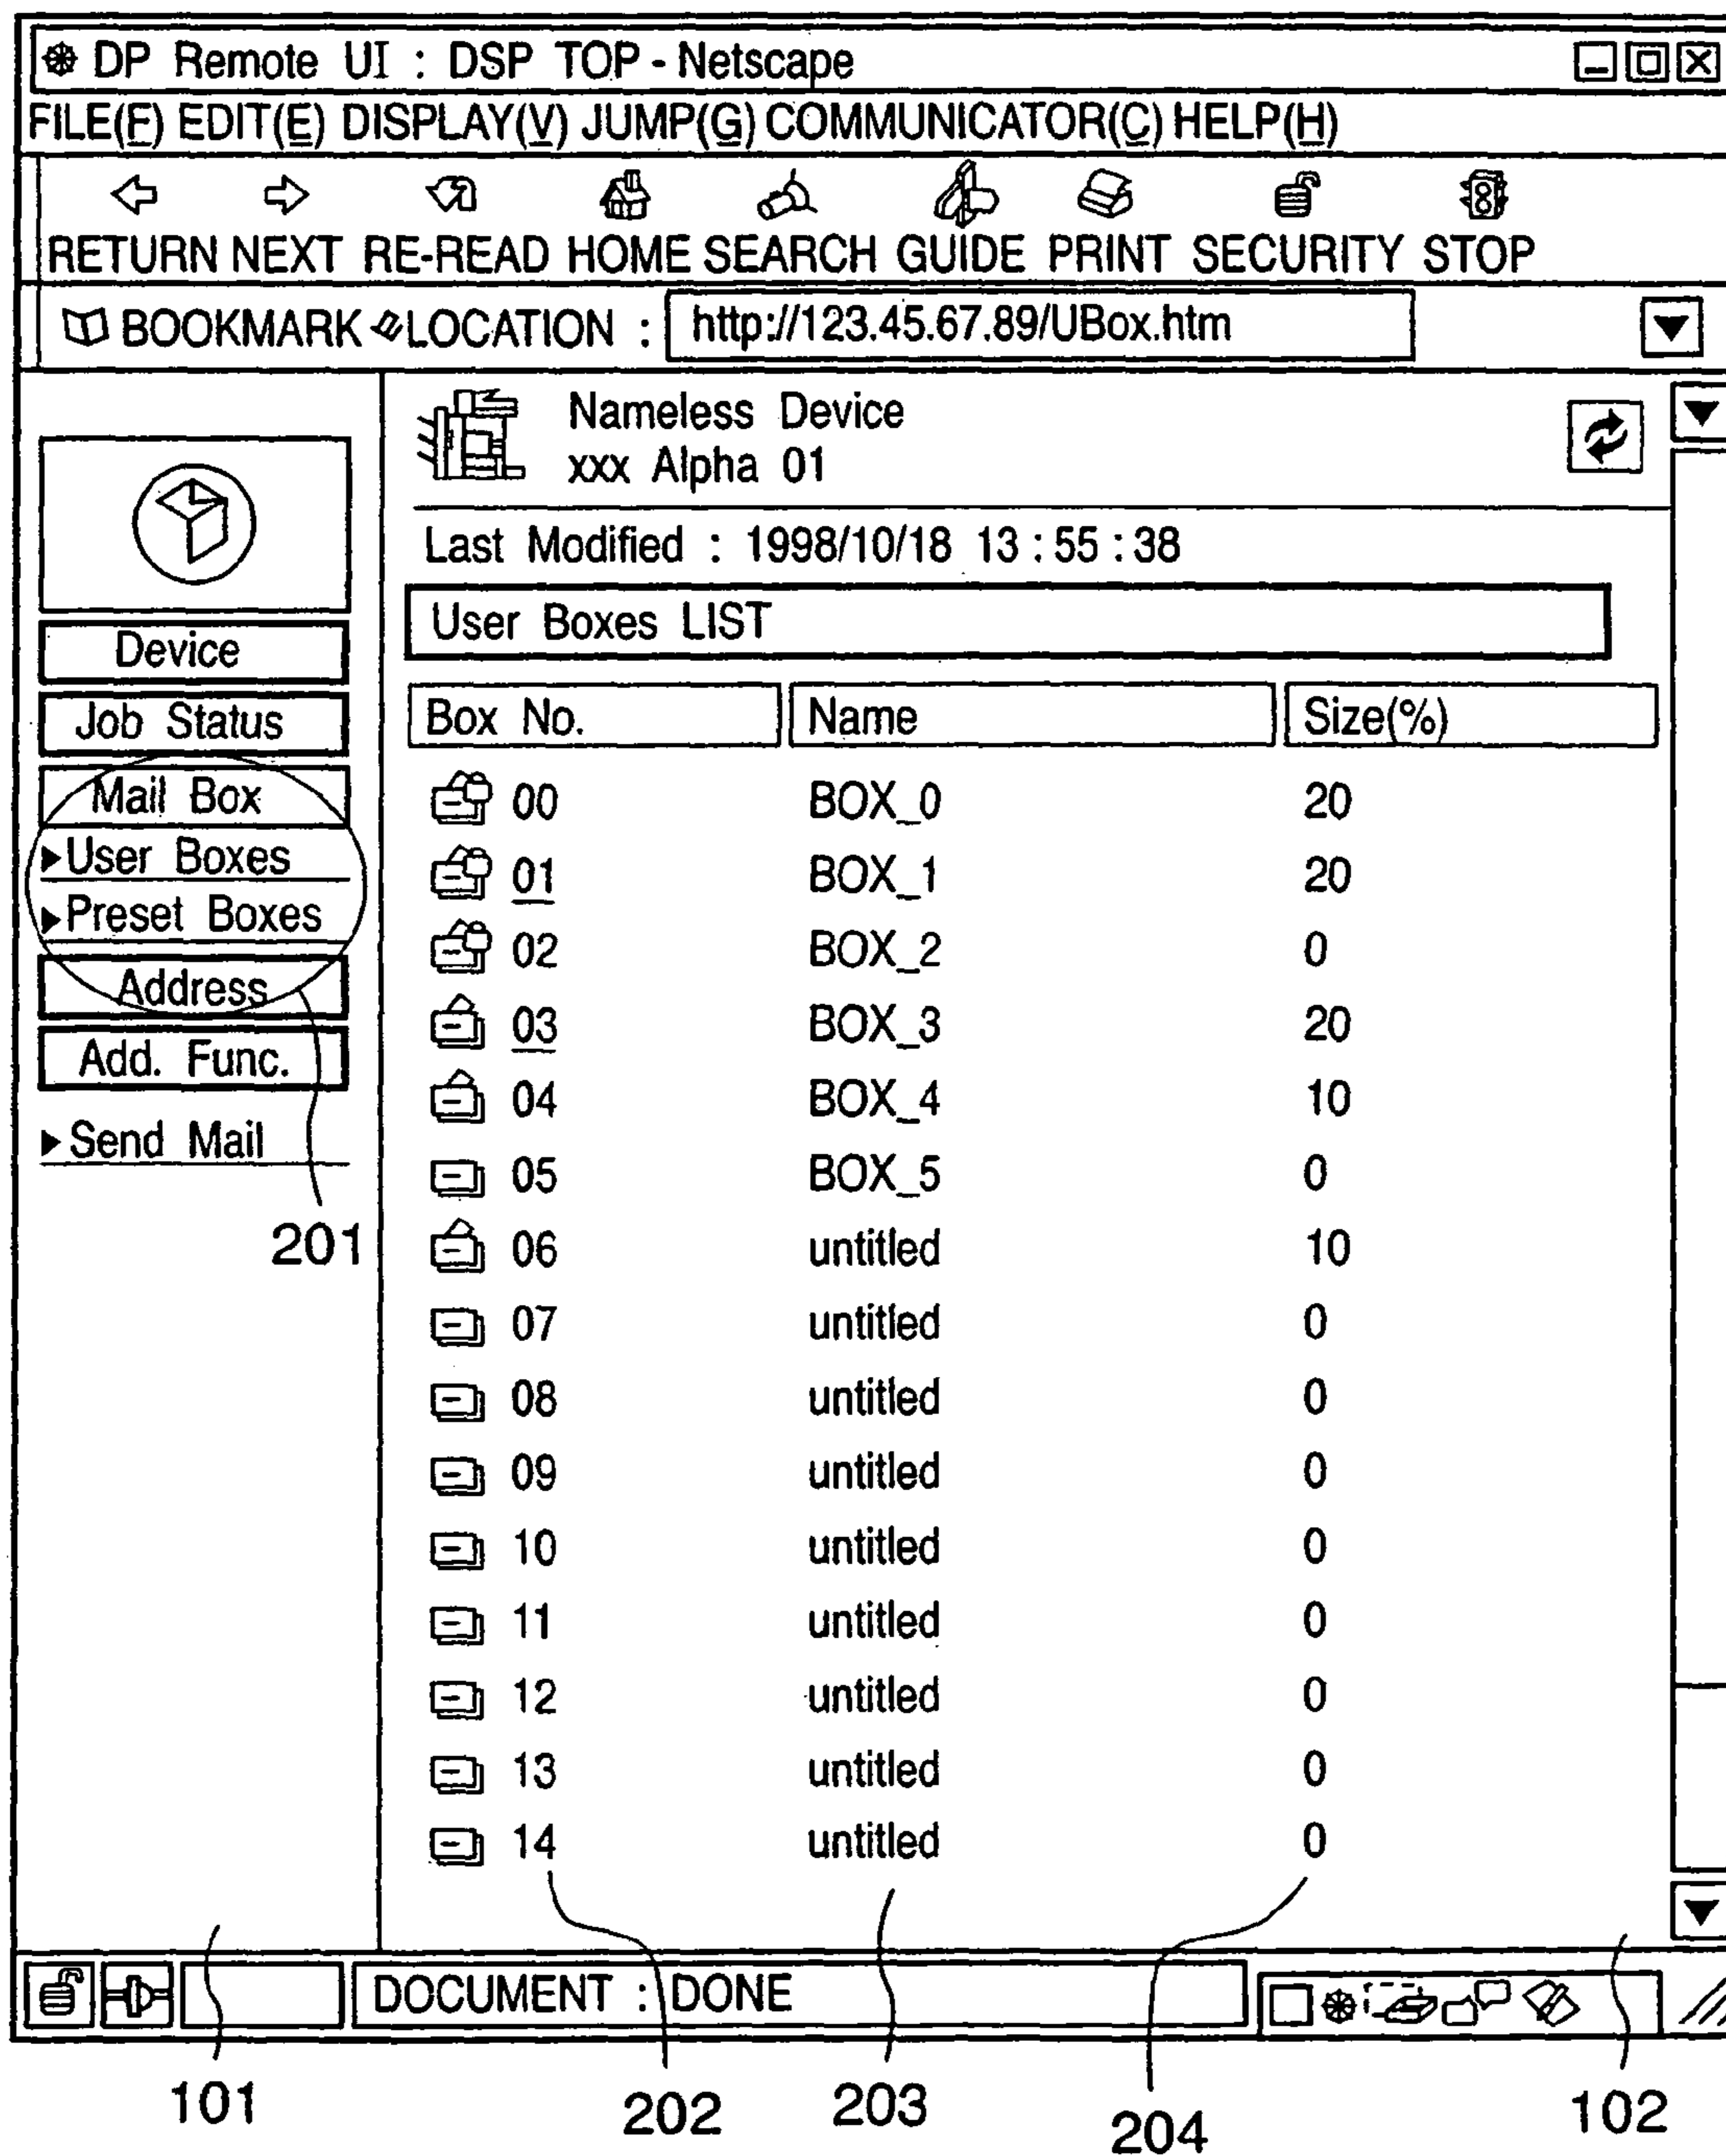 DP Remote UI : DSP TOP - Netscape
FILE(F) EDIT(E) DISPLAY(V) JUMP(G) COMMUNICATOR(C) HELP(H)
RETURN NEXT RE-READ HOME SEARCH GUIDE PRINT SECURITY STOP
BOOKMARK LOCATION : http://123.45.67.89/UBox.htm
Nameless Device
xxx Alpha 01
Last Modified : 1998/10/18 13 : 55 : 38
User Boxes LIST
Device
Job Status
Mail Box
▶User Boxes
▶Preset Boxes
Address
Add. Func.
▶Send Mail
201
Box No. Name Size(%)
00 BOX_0 20
01 BOX_1 20
02 BOX_2 0
03 BOX_3 20
04 BOX_4 10
05 BOX_5 0
06 untitled 10
07 untitled 0
08 untitled 0
09 untitled 0
10 untitled 0
11 untitled 0
12 untitled 0
13 untitled 0
14 untitled 0
DOCUMENT : DONE
101 202 203 204 102